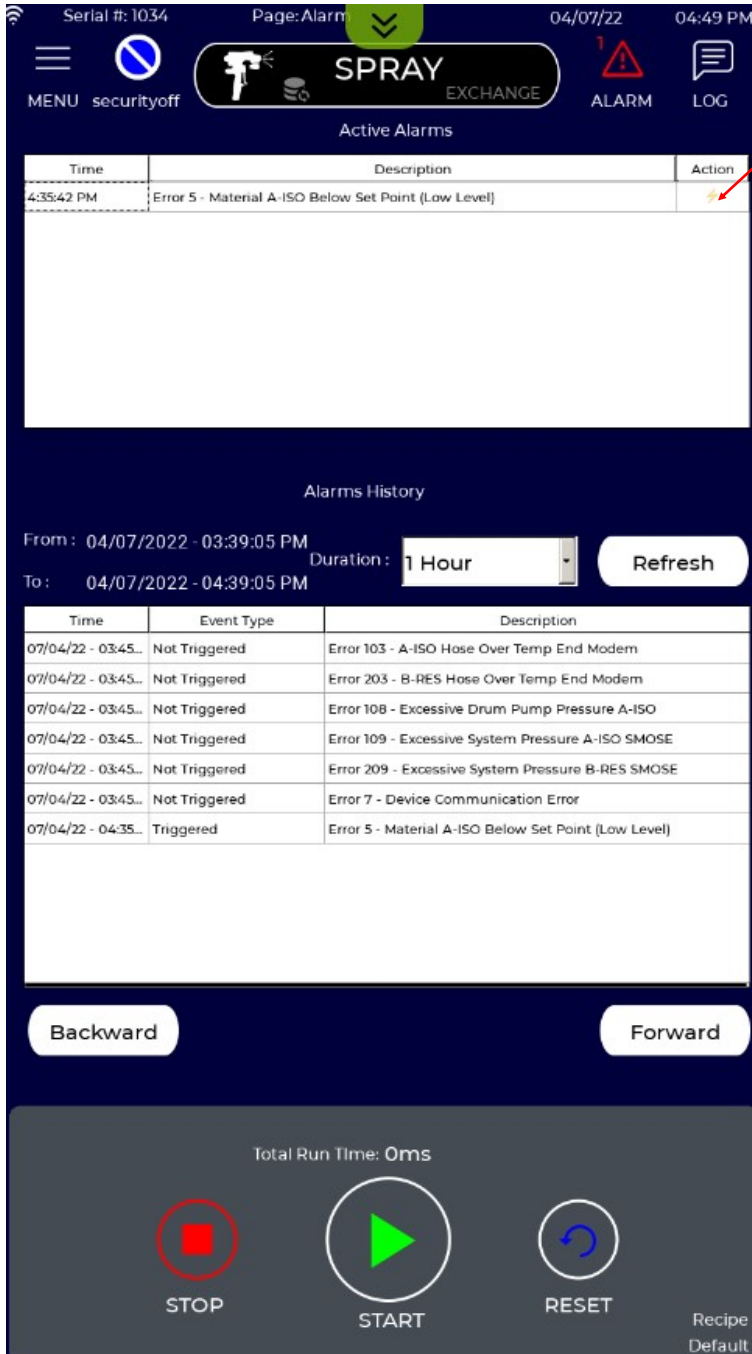 Serial #: 1034 Page: Alarm 04/07/22 04:49 PM
SPRAY
EXCHANGE
1
MENU securityoff ALARM LOG
Active Alarms
Time Description Action
4:35:42 PM Error 5 - Material A-ISO Below Set Point (Low Level)
Alarms History
From : 04/07/2022 - 03:39:05 PM
Duration : 1 Hour Refresh
To : 04/07/2022 - 04:39:05 PM
Time Event Type Description
07/04/22 - 03:45... Not Triggered Error 103 - A-ISO Hose Over Temp End Modem
07/04/22 - 03:45... Not Triggered Error 203 - B-RES Hose Over Temp End Modem
07/04/22 - 03:45... Not Triggered Error 108 - Excessive Drum Pump Pressure A-ISO
07/04/22 - 03:45... Not Triggered Error 109 - Excessive System Pressure A-ISO SMOSE
07/04/22 - 03:45... Not Triggered Error 209 - Excessive System Pressure B-RES SMOSE
07/04/22 - 03:45... Not Triggered Error 7 - Device Communication Error
07/04/22 - 04:35... Triggered Error 5 - Material A-ISO Below Set Point (Low Level)
Backward Forward
Total Run TIme: 0ms
STOP START RESET
Recipe
Default